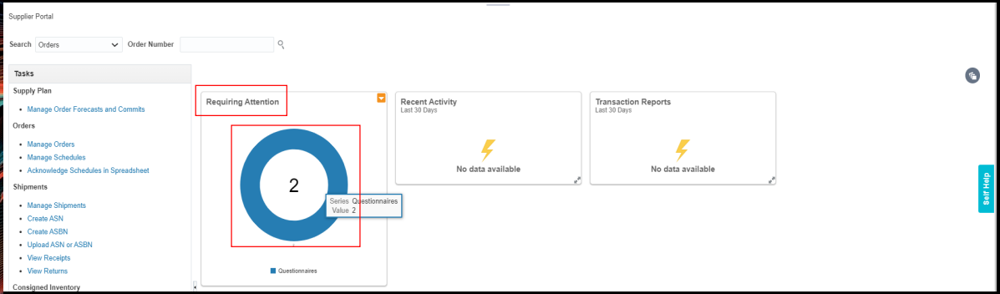 Supplier Portal
Search Orders Order Number
Tasks
Supply Plan
Manage Order Forecasts and Commits
Orders
Manage Orders
Manage Schedules
Acknowledge Schedules in Spreadsheet
Shipments
Manage Shipments
Create ASN
Create ASBN
Upload ASN or ASBN
View Receipts
View Returns
Consigned Inventory
Requiring Attention
2
Series Questionnaires
Value 2
Questionnaires
Recent Activity
Last 30 Days
No data available
Transaction Reports
Last 30 Days
No data available
Self Help